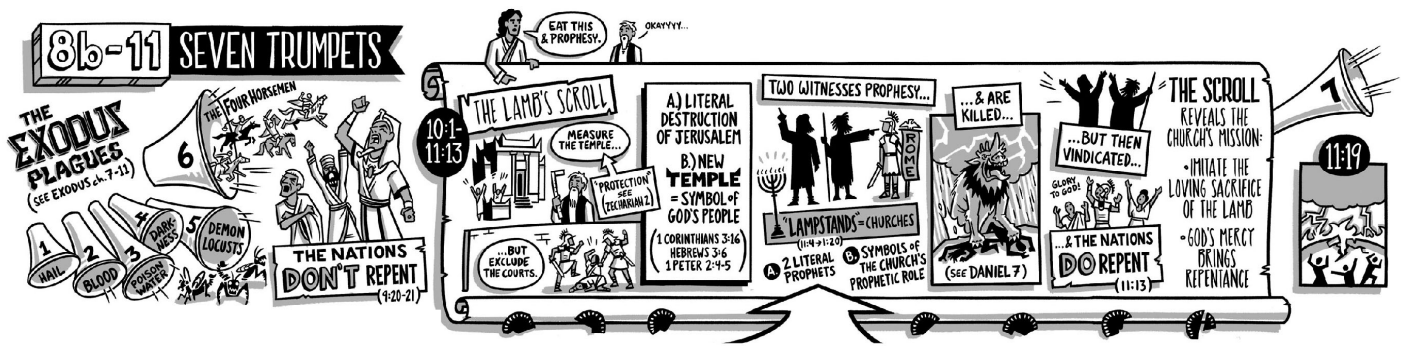 8b-11 SEVEN TRUMPETS
THE
EXODUS
PLAGUES
(SEE EXODUS ch. 7-11)
1
HAIL
2
BLOOD
3
POISON
WATER
4
DARK-
NESS
5
DEMON
LOCUSTS
6
THE FOUR HORSEMEN
THE NATIONS
DON'T REPENT
(9:20-21)
EAT THIS
& PROPHESY.
OKAYYYY...
10:1-
11:13
THE LAMB'S SCROLL
MEASURE
THE TEMPLE...
"PROTECTION"
SEE
(ZECHARIAH 2)
...BUT
EXCLUDE
THE COURTS.
A.) LITERAL
DESTRUCTION
OF JERUSALEM
B.) NEW
TEMPLE
= SYMBOL of
GOD'S PEOPLE
(1 CORINTHIANS 3:16
HEBREWS 3:6
1 PETER 2:4-5)
TWO WITNESSES PROPHESY...
ROME
"LAMPSTANDS" = CHURCHES
(11:4→1:20)
A. 2 LITERAL
PROPHETS
B. SYMBOLS OF
THE CHURCH'S
PROPHETIC ROLE
...& ARE
KILLED...
(SEE DANIEL 7)
...BUT THEN
VINDICATED...
GLORY
TO GOD!
...& THE NATIONS
DO REPENT
(11:13)
THE SCROLL
REVEALS THE
CHURCH'S MISSION:
•IMITATE THE
LOVING SACRIFICE
OF THE LAMB
•GOD'S MERCY
BRINGS
REPENTANCE
7
11:19